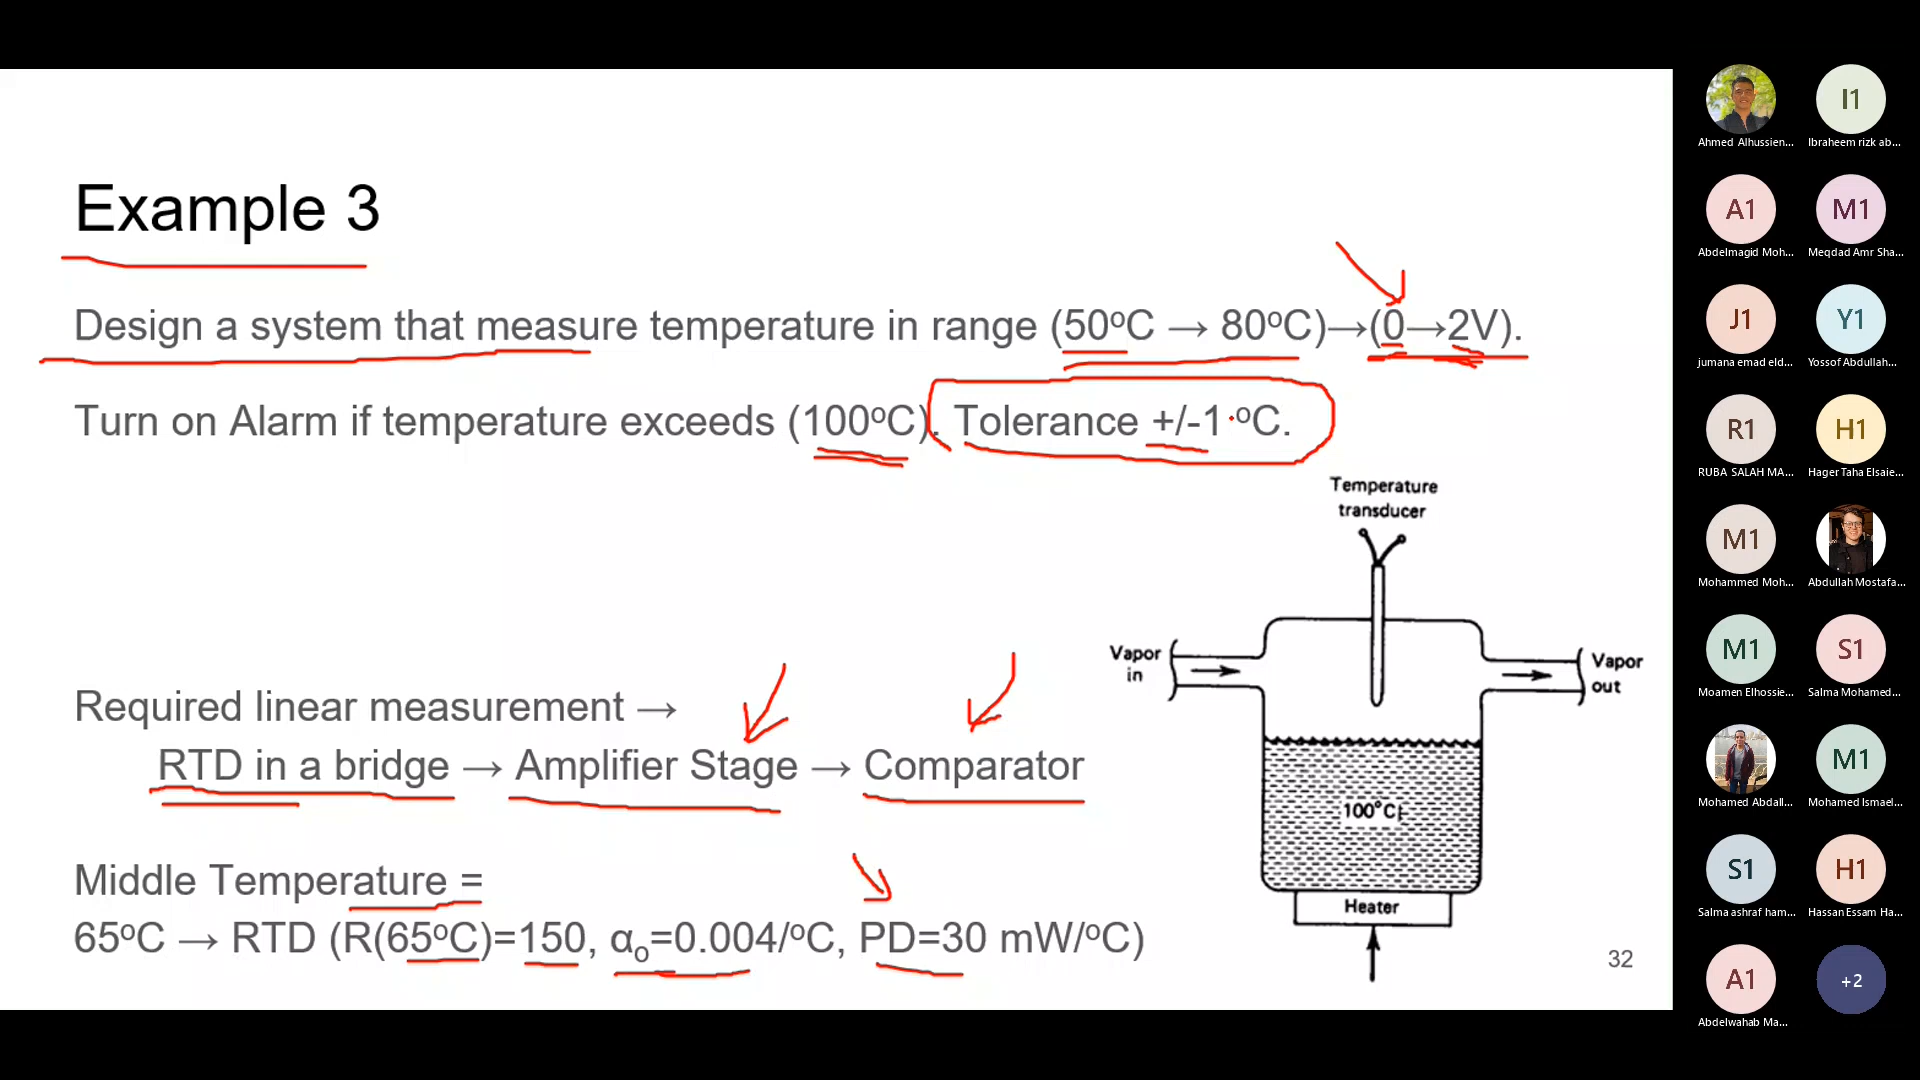 Example 3
Design a system that measure temperature in range (50ºC → 80ºC)→(0→2V).
Turn on Alarm if temperature exceeds (100ºC). Tolerance +/-1 ºC.
Temperature
transducer
Vapor
in
Vapor
out
100°C
Heater
Required linear measurement →
RTD in a bridge → Amplifier Stage → Comparator
Middle Temperature =
65ºC → RTD (R(65ºC)=150, αo=0.004/ºC, PD=30 mW/ºC)
32
Ahmed Alhussien...
I1
Ibraheem rizk ab...
A1
Abdelmagid Moh...
M1
Meqdad Amr Sha...
J1
jumana emad eld...
Y1
Yossof Abdullah...
R1
RUBA SALAH MA...
H1
Hager Taha Elsaie...
M1
Mohammed Moh...
Abdullah Mostafa...
M1
Moamen Elhossie...
S1
Salma Mohamed...
Mohamed Abdall...
M1
Mohamed Ismael...
S1
Salma ashraf ham...
H1
Hassan Essam Ha...
A1
Abdelwahab Ma...
+2